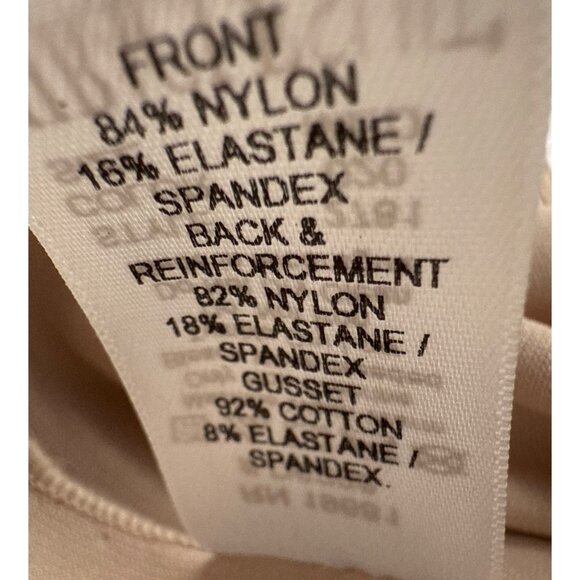 FRONT
84% NYLON
16% ELASTANE /
SPANDEX
BACK &
REINFORCEMENT
82% NYLON
18% ELASTANE /
SPANDEX
GUSSET
92% COTTON
8% ELASTANE /
SPANDEX.